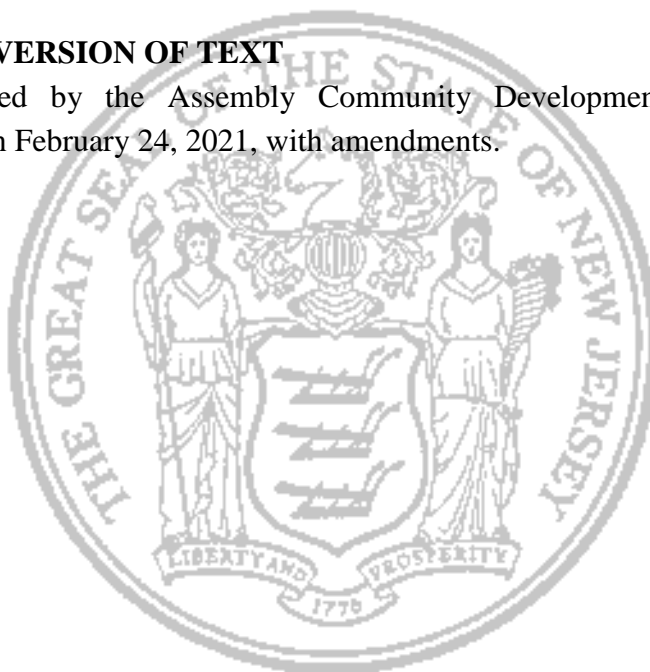 VERSION OF TEXT
ed by the Assembly Community Developmen
n February 24, 2021, with amendments.
THE GREAT SEAL OF THE STATE OF NEW JERSEY
LIBERTY AND PROSPERITY
1776